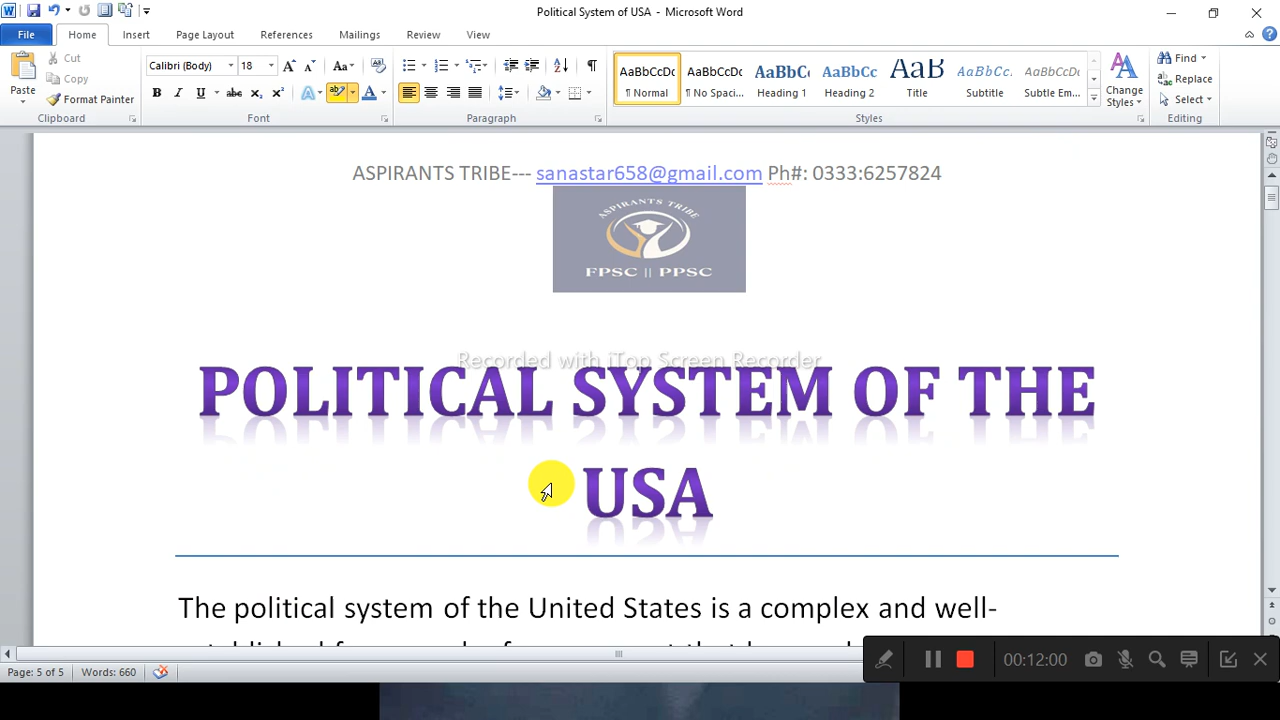 Political System of USA - Microsoft Word
File Home Insert Page Layout References Mailings Review View
Paste
Cut
Copy
Format Painter
Clipboard
Calibri (Body) 18
Font
Paragraph
AaBbCcDc AaBbCcDc AaBbC AaBbCc AaB AaBbCc. AaBbCcDc
¶ Normal ¶ No Spaci... Heading 1 Heading 2 Title Subtitle Subtle Em...
Styles
Change Styles
Find
Replace
Select
Editing
ASPIRANTS TRIBE--- sanastar658@gmail.com Ph#: 0333:6257824
ASPIRANTS TRIBE
FPSC || PPSC
Recorded with iTop Screen Recorder
POLITICAL SYSTEM OF THE
USA
The political system of the United States is a complex and well-
Page: 5 of 5 Words: 660
00:12:00